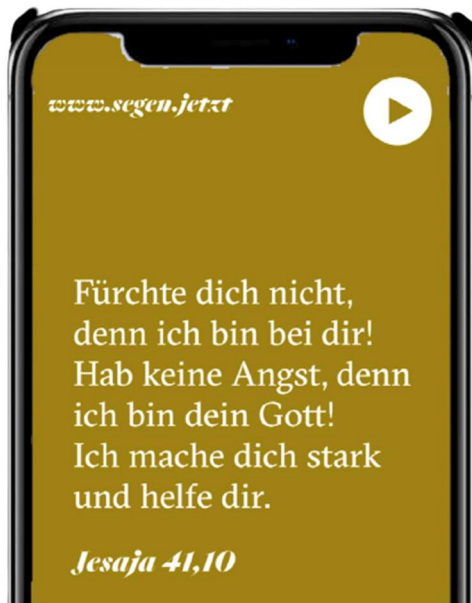 www.segen.jetzt
Fürchte dich nicht,
denn ich bin bei dir!
Hab keine Angst, denn
ich bin dein Gott!
Ich mache dich stark
und helfe dir.
Jesaja 41,10